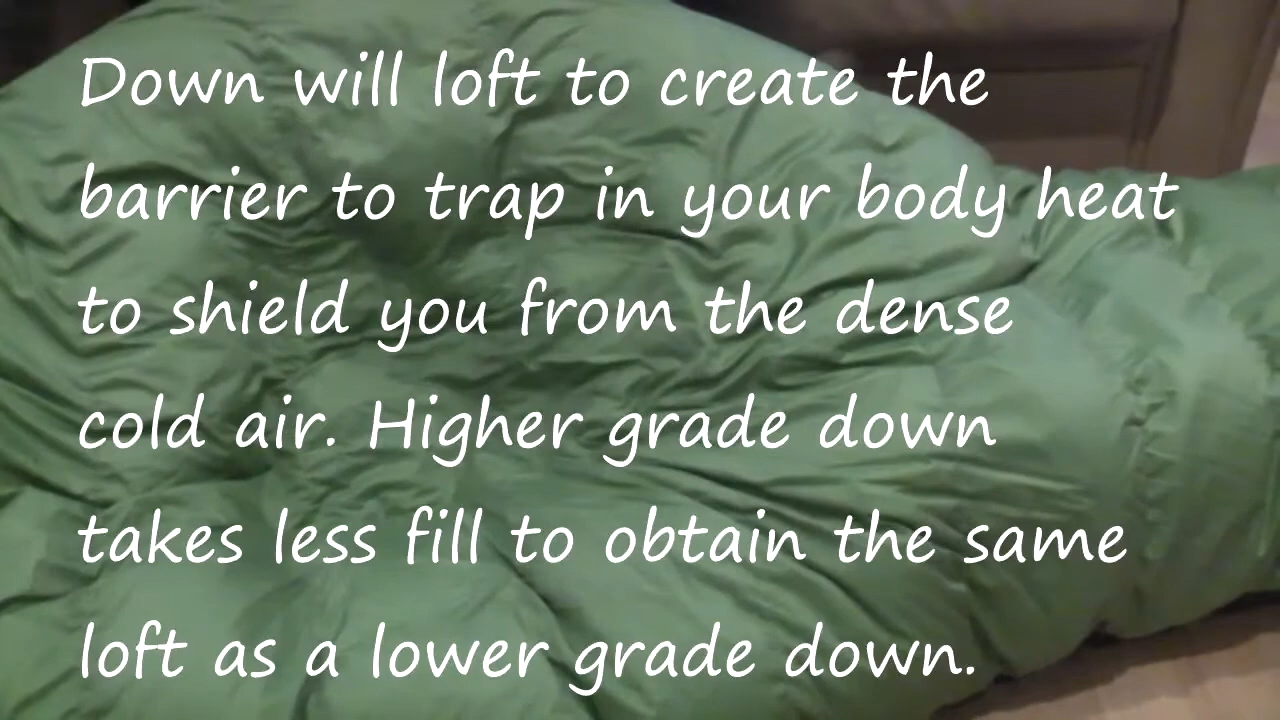 Down will loft to create the
barrier to trap in your body heat
to shield you from the dense
cold air. Higher grade down
takes less fill to obtain the same
loft as a lower grade down.